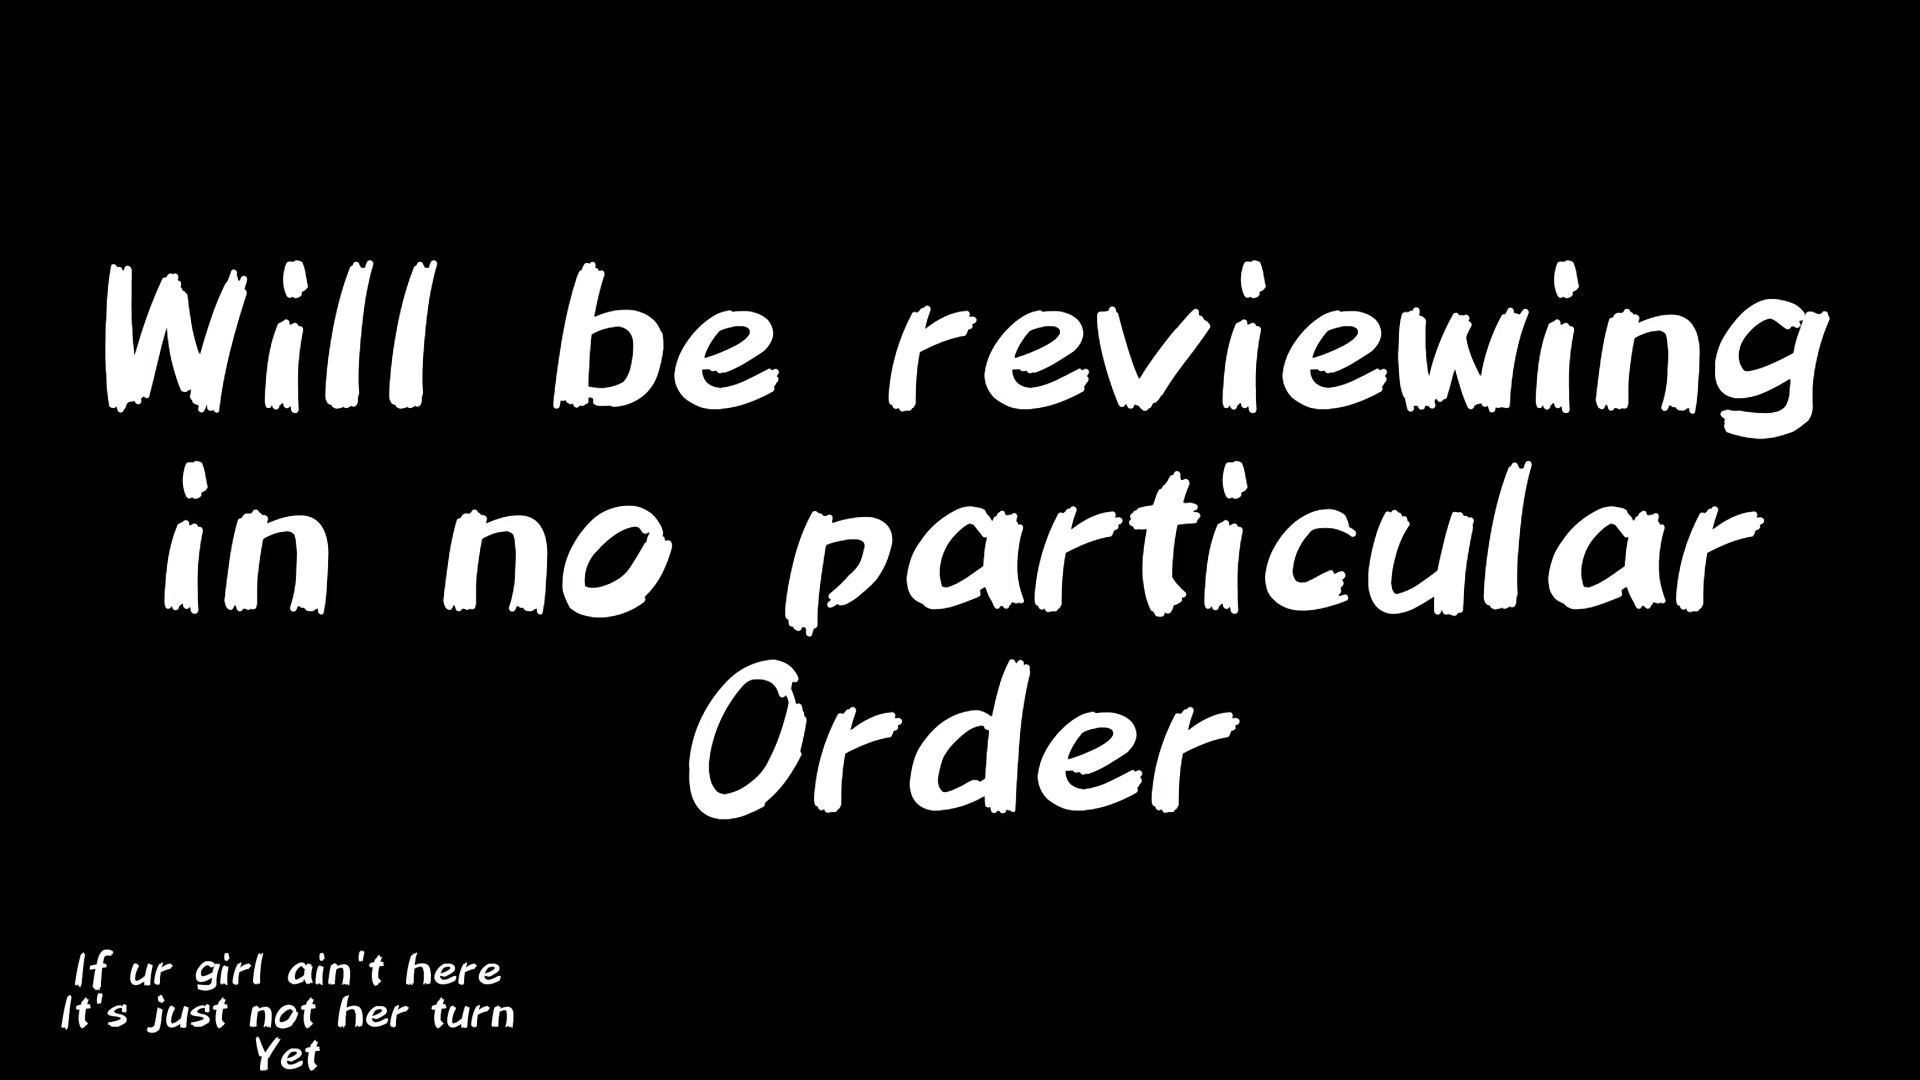 Will be reviewing
in no particular
Order
If ur girl ain't here
It's just not her turn
Yet